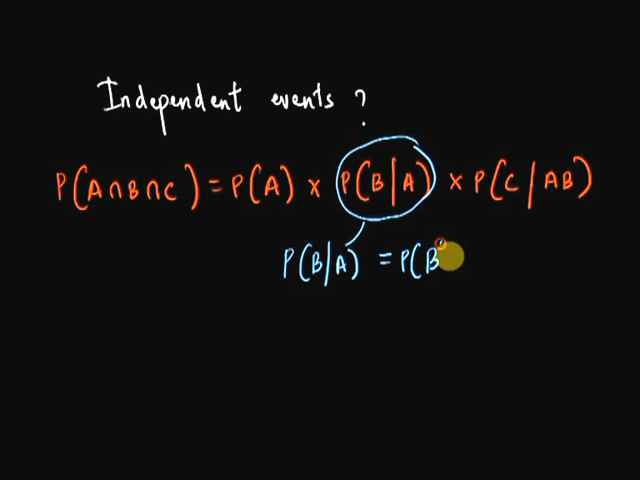 Independent events ?
P(A∩B∩C) = P(A) × P(B|A) × P(C/AB)
P(B|A) = P(B